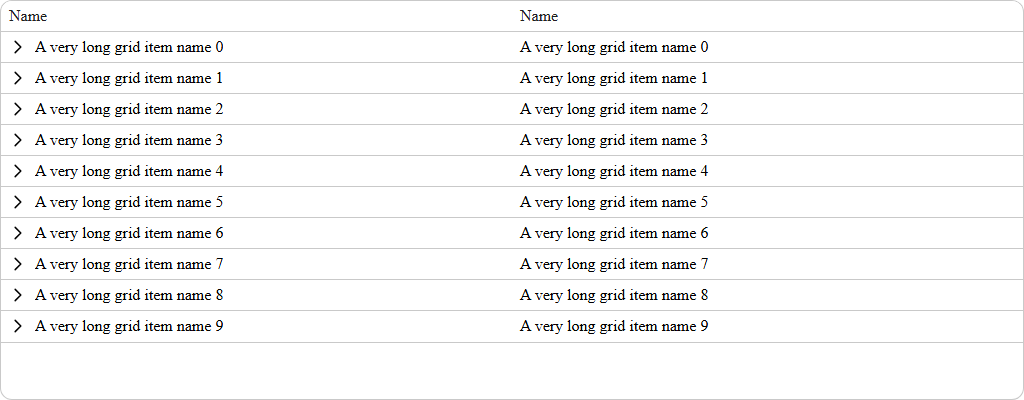 Name Name
A very long grid item name 0 A very long grid item name 0
A very long grid item name 1 A very long grid item name 1
A very long grid item name 2 A very long grid item name 2
A very long grid item name 3 A very long grid item name 3
A very long grid item name 4 A very long grid item name 4
A very long grid item name 5 A very long grid item name 5
A very long grid item name 6 A very long grid item name 6
A very long grid item name 7 A very long grid item name 7
A very long grid item name 8 A very long grid item name 8
A very long grid item name 9 A very long grid item name 9